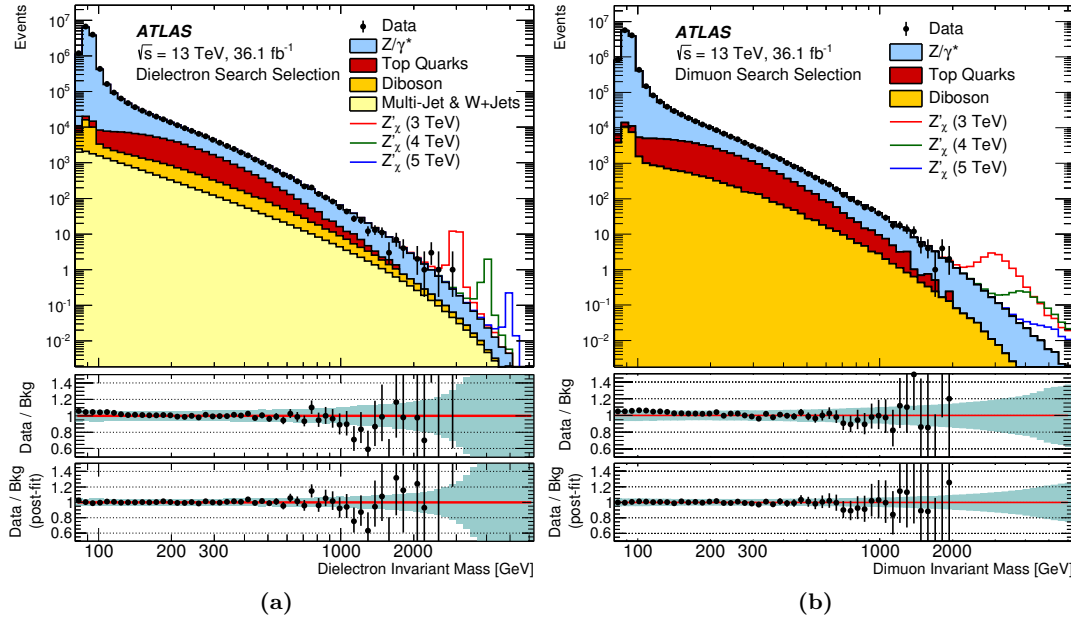 Events
10⁷
10⁶
10⁵
10⁴
10³
10²
10
1
10⁻¹
10⁻²
ATLAS
√s = 13 TeV, 36.1 fb⁻¹
Dielectron Search Selection
Data
Z/γ*
Top Quarks
Diboson
Multi-Jet & W+Jets
Z'χ (3 TeV)
Z'χ (4 TeV)
Z'χ (5 TeV)
Data / Bkg
1.4
1.2
1
0.8
0.6
Data / Bkg
(post-fit)
1.4
1.2
1.0
0.8
0.6
100 200 300 1000 2000
Dielectron Invariant Mass [GeV]
(a)
Events
10⁷
10⁶
10⁵
10⁴
10³
10²
10
1
10⁻¹
10⁻²
ATLAS
√s = 13 TeV, 36.1 fb⁻¹
Dimuon Search Selection
Data
Z/γ*
Top Quarks
Diboson
Z'χ (3 TeV)
Z'χ (4 TeV)
Z'χ (5 TeV)
Data / Bkg
1.4
1.2
1
0.8
0.6
Data / Bkg
(post-fit)
1.4
1.2
1.0
0.8
0.6
100 200 300 1000 2000
Dimuon Invariant Mass [GeV]
(b)